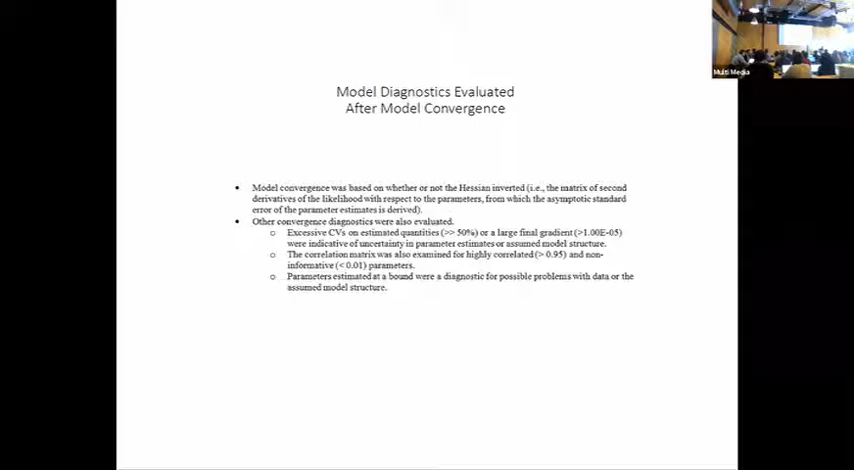 Multi Media
Model Diagnostics Evaluated
After Model Convergence
• Model convergence was based on whether or not the Hessian inverted (i.e., the matrix of second
derivatives of the likelihood with respect to the parameters, from which the asymptotic standard
error of the parameter estimates is derived).
• Other convergence diagnostics were also evaluated.
o Excessive CVs on estimated quantities (>> 50%) or a large final gradient (>1.00E-05)
were indicative of uncertainty in parameter estimates or assumed model structure.
o The correlation matrix was also examined for highly correlated (> 0.95) and non-
informative (< 0.01) parameters.
o Parameters estimated at a bound were a diagnostic for possible problems with data or the
assumed model structure.